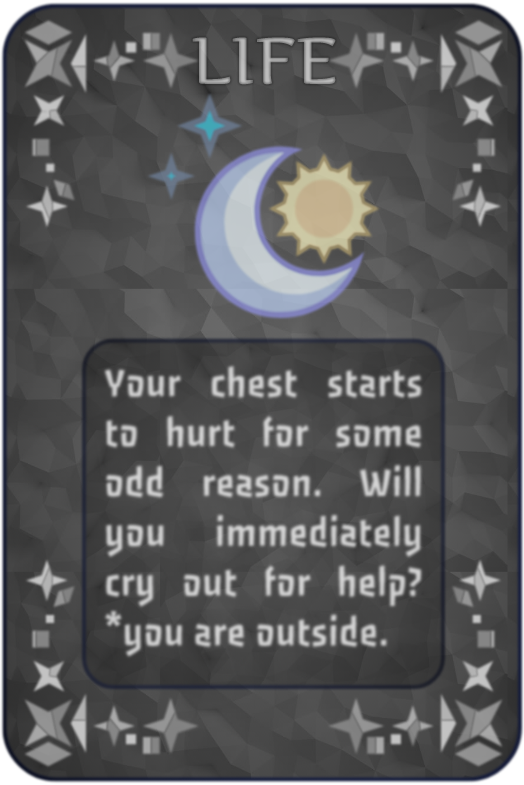 LIFE
Your chest starts
to hurt for some
odd reason. Will
you immediately
cry out for help?
*you are outside.